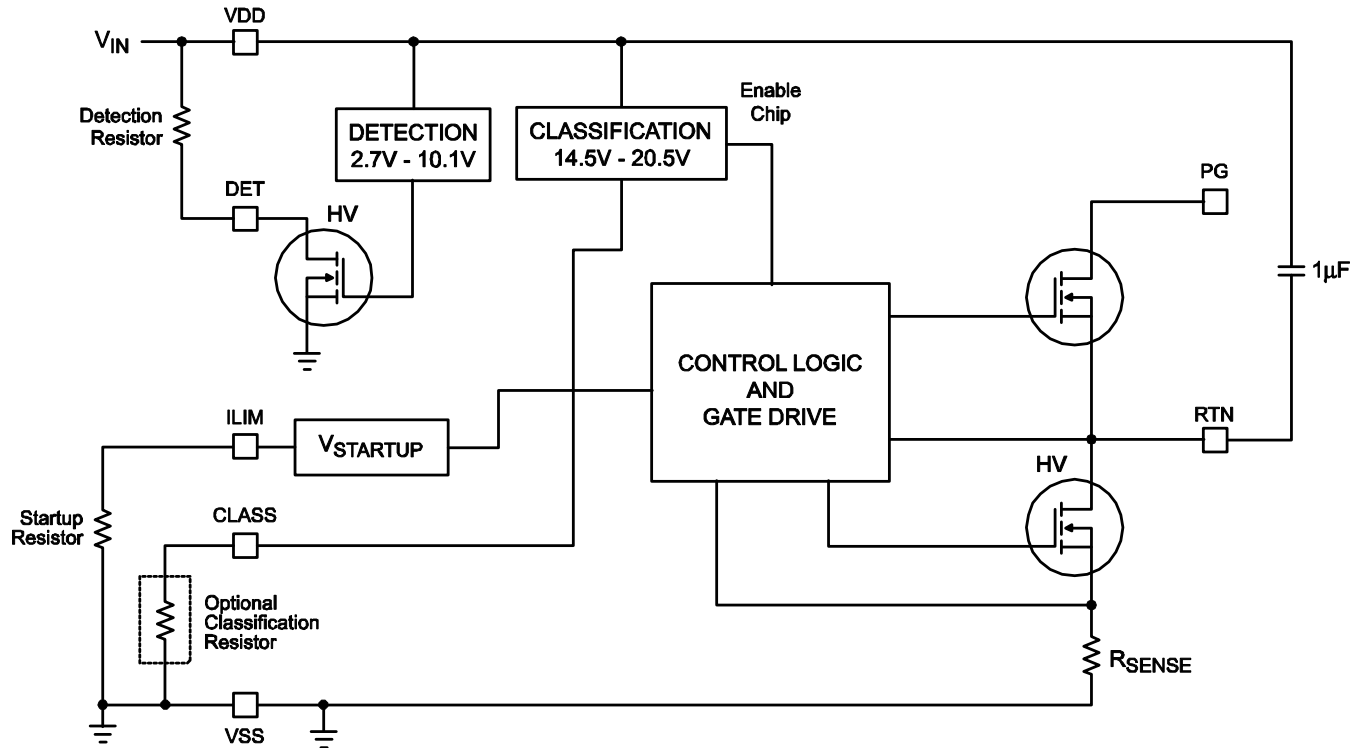 VDD
VIN
Enable
Chip
Detection
Resistor
DETECTION
2.7V - 10.1V
CLASSIFICATION
14.5V - 20.5V
PG
DET
HV
1µF
CONTROL LOGIC
AND
GATE DRIVE
ILIM
RTN
VSTARTUP
HV
CLASS
Startup
Resistor
Optional
Classification
Resistor
RSENSE
VSS